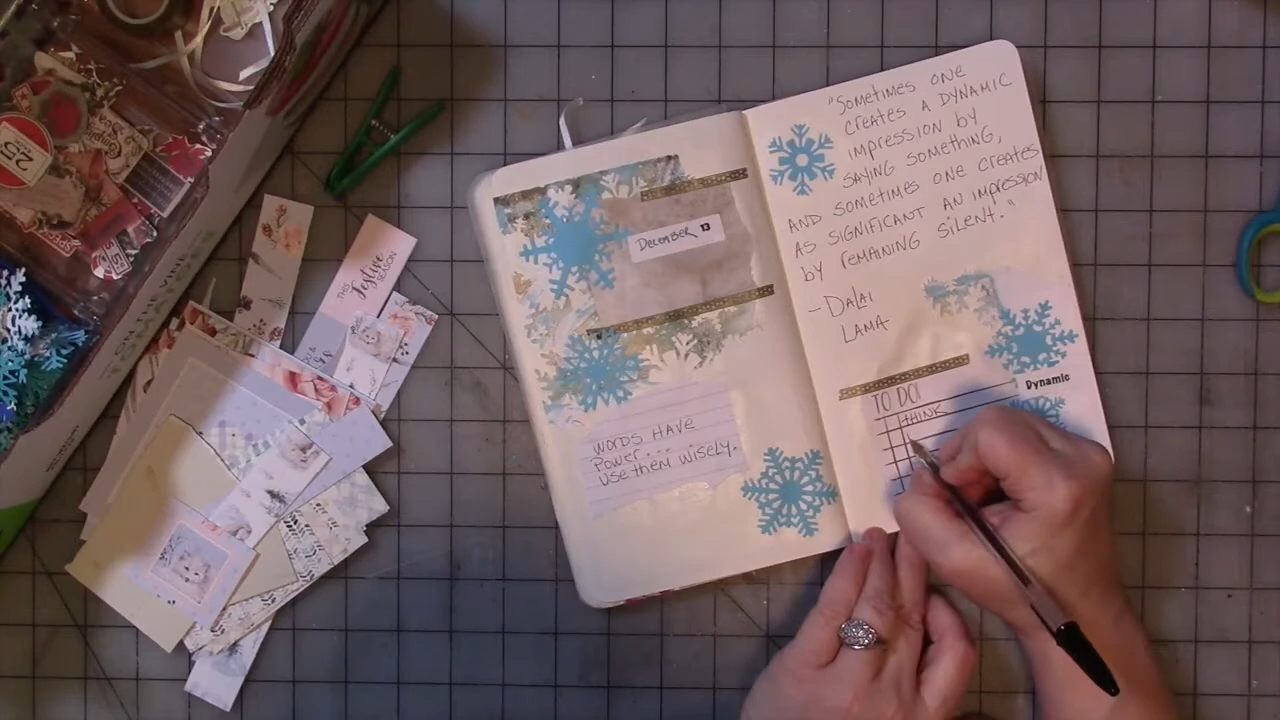 25
THIS
Festive
SEASON
DECEMBER 13
WORDS HAVE
POWER...
USE THEM WISELY.
"SOMETIMES ONE
CREATES A DYNAMIC
IMPRESSION BY
SAYING SOMETHING,
AND SOMETIMES ONE CREATES
AS SIGNIFICANT AN IMPRESSION
BY REMAINING SILENT."
-DALAI
LAMA
Dynamic
TO DO!
THINK